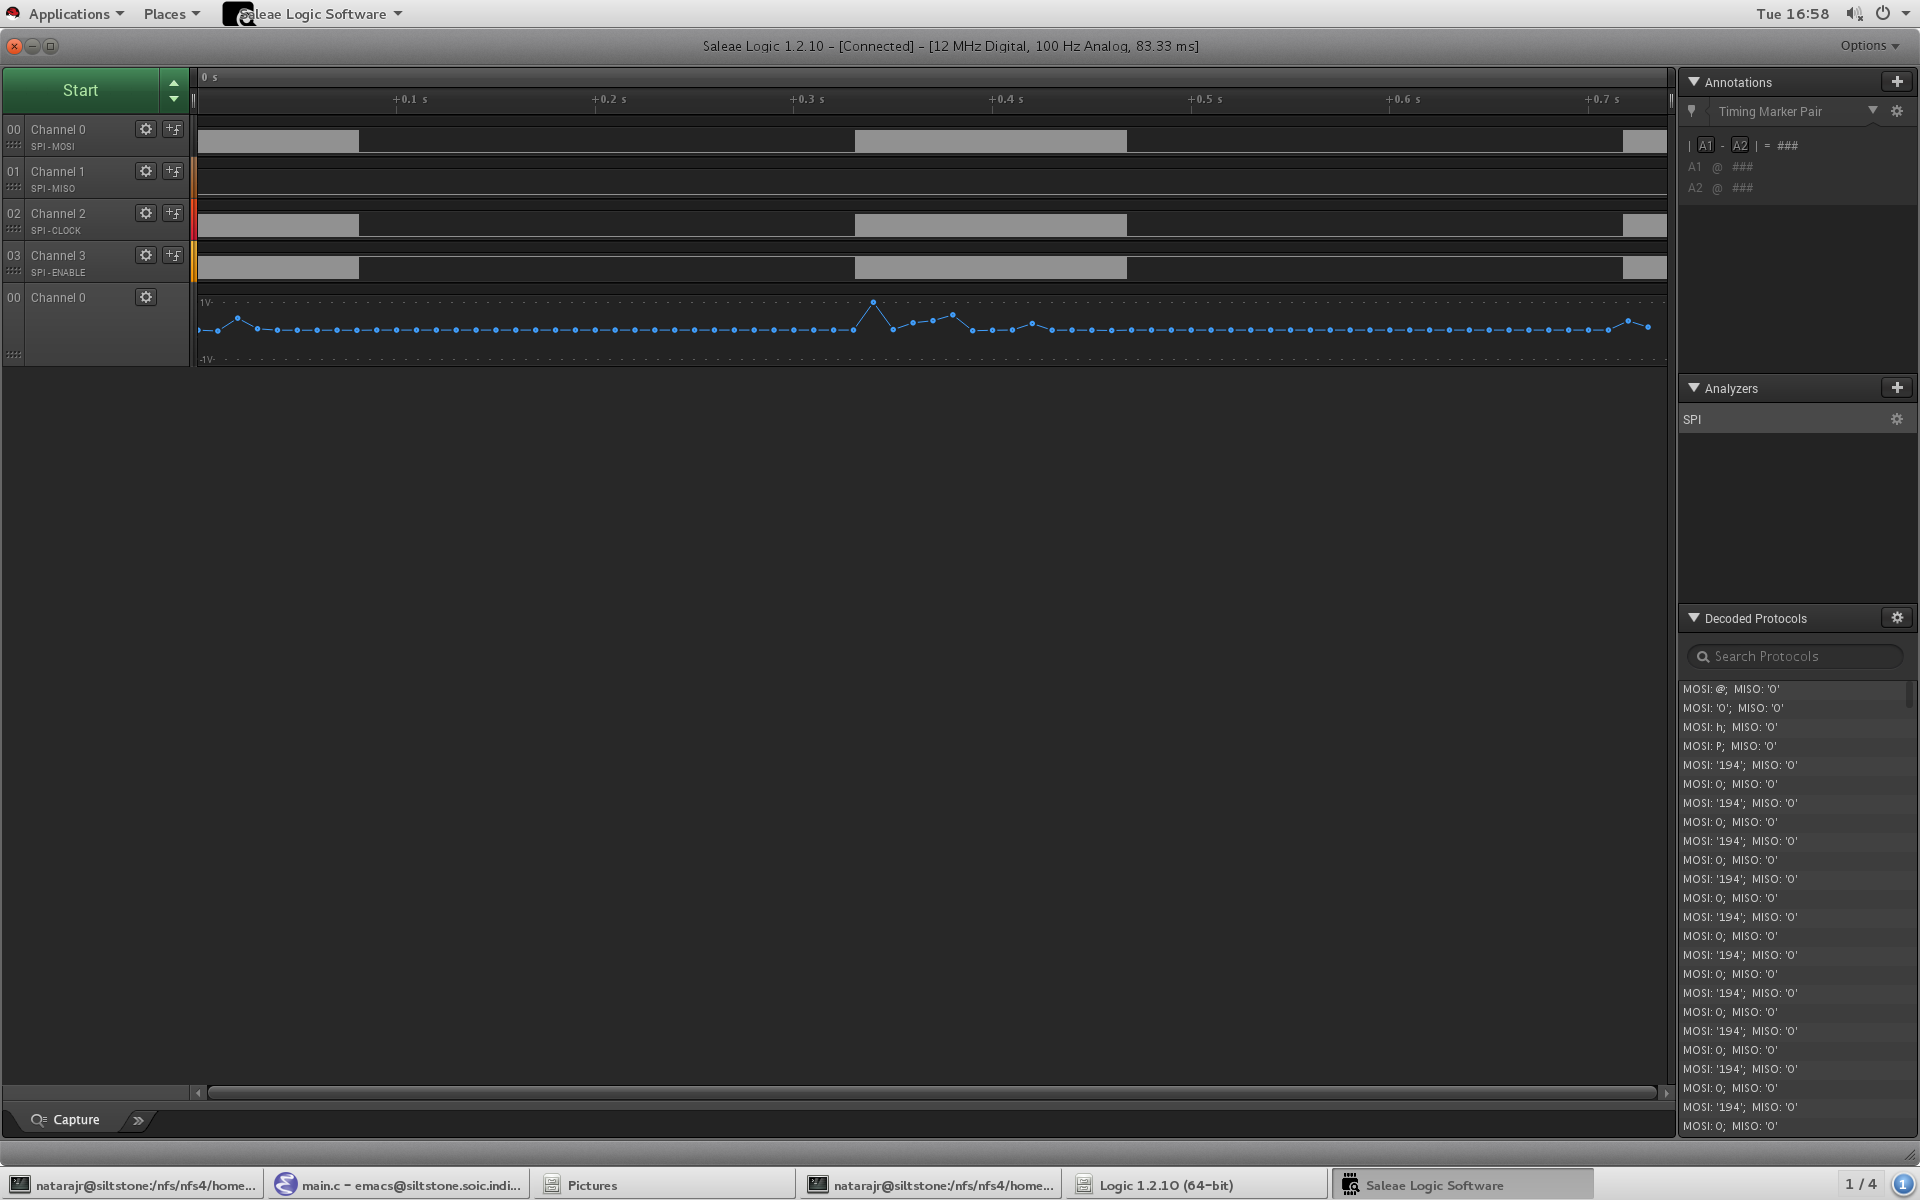 Applications Places Saleae Logic Software Tue 16:58
Saleae Logic 1.2.10 - [Connected] - [12 MHz Digital, 100 Hz Analog, 83.33 ms] Options
Start
0 s
+0.1 s +0.2 s +0.3 s +0.4 s +0.5 s +0.6 s +0.7 s
00 Channel 0
SPI - MOSI
01 Channel 1
SPI - MISO
02 Channel 2
SPI - CLOCK
03 Channel 3
SPI - ENABLE
00 Channel 0
1V
-1V
Annotations
Timing Marker Pair
| A1 - A2 | = ###
A1 @ ###
A2 @ ###
Analyzers
SPI
Decoded Protocols
Search Protocols
MOSI: @; MISO: '0'
MOSI: '0'; MISO: '0'
MOSI: h; MISO: '0'
MOSI: P; MISO: '0'
MOSI: '194'; MISO: '0'
MOSI: 0; MISO: '0'
MOSI: '194'; MISO: '0'
MOSI: 0; MISO: '0'
MOSI: '194'; MISO: '0'
MOSI: 0; MISO: '0'
MOSI: '194'; MISO: '0'
MOSI: 0; MISO: '0'
MOSI: '194'; MISO: '0'
MOSI: 0; MISO: '0'
MOSI: '194'; MISO: '0'
MOSI: 0; MISO: '0'
MOSI: '194'; MISO: '0'
MOSI: 0; MISO: '0'
MOSI: '194'; MISO: '0'
MOSI: 0; MISO: '0'
MOSI: '194'; MISO: '0'
MOSI: 0; MISO: '0'
MOSI: '194'; MISO: '0'
MOSI: 0; MISO: '0'
Capture
natarajr@siltstone:/nfs/nfs4/home... main.c - emacs@siltstone.soic.indi... Pictures natarajr@siltstone:/nfs/nfs4/home... Logic 1.2.10 (64-bit) Saleae Logic Software 1 / 4 1